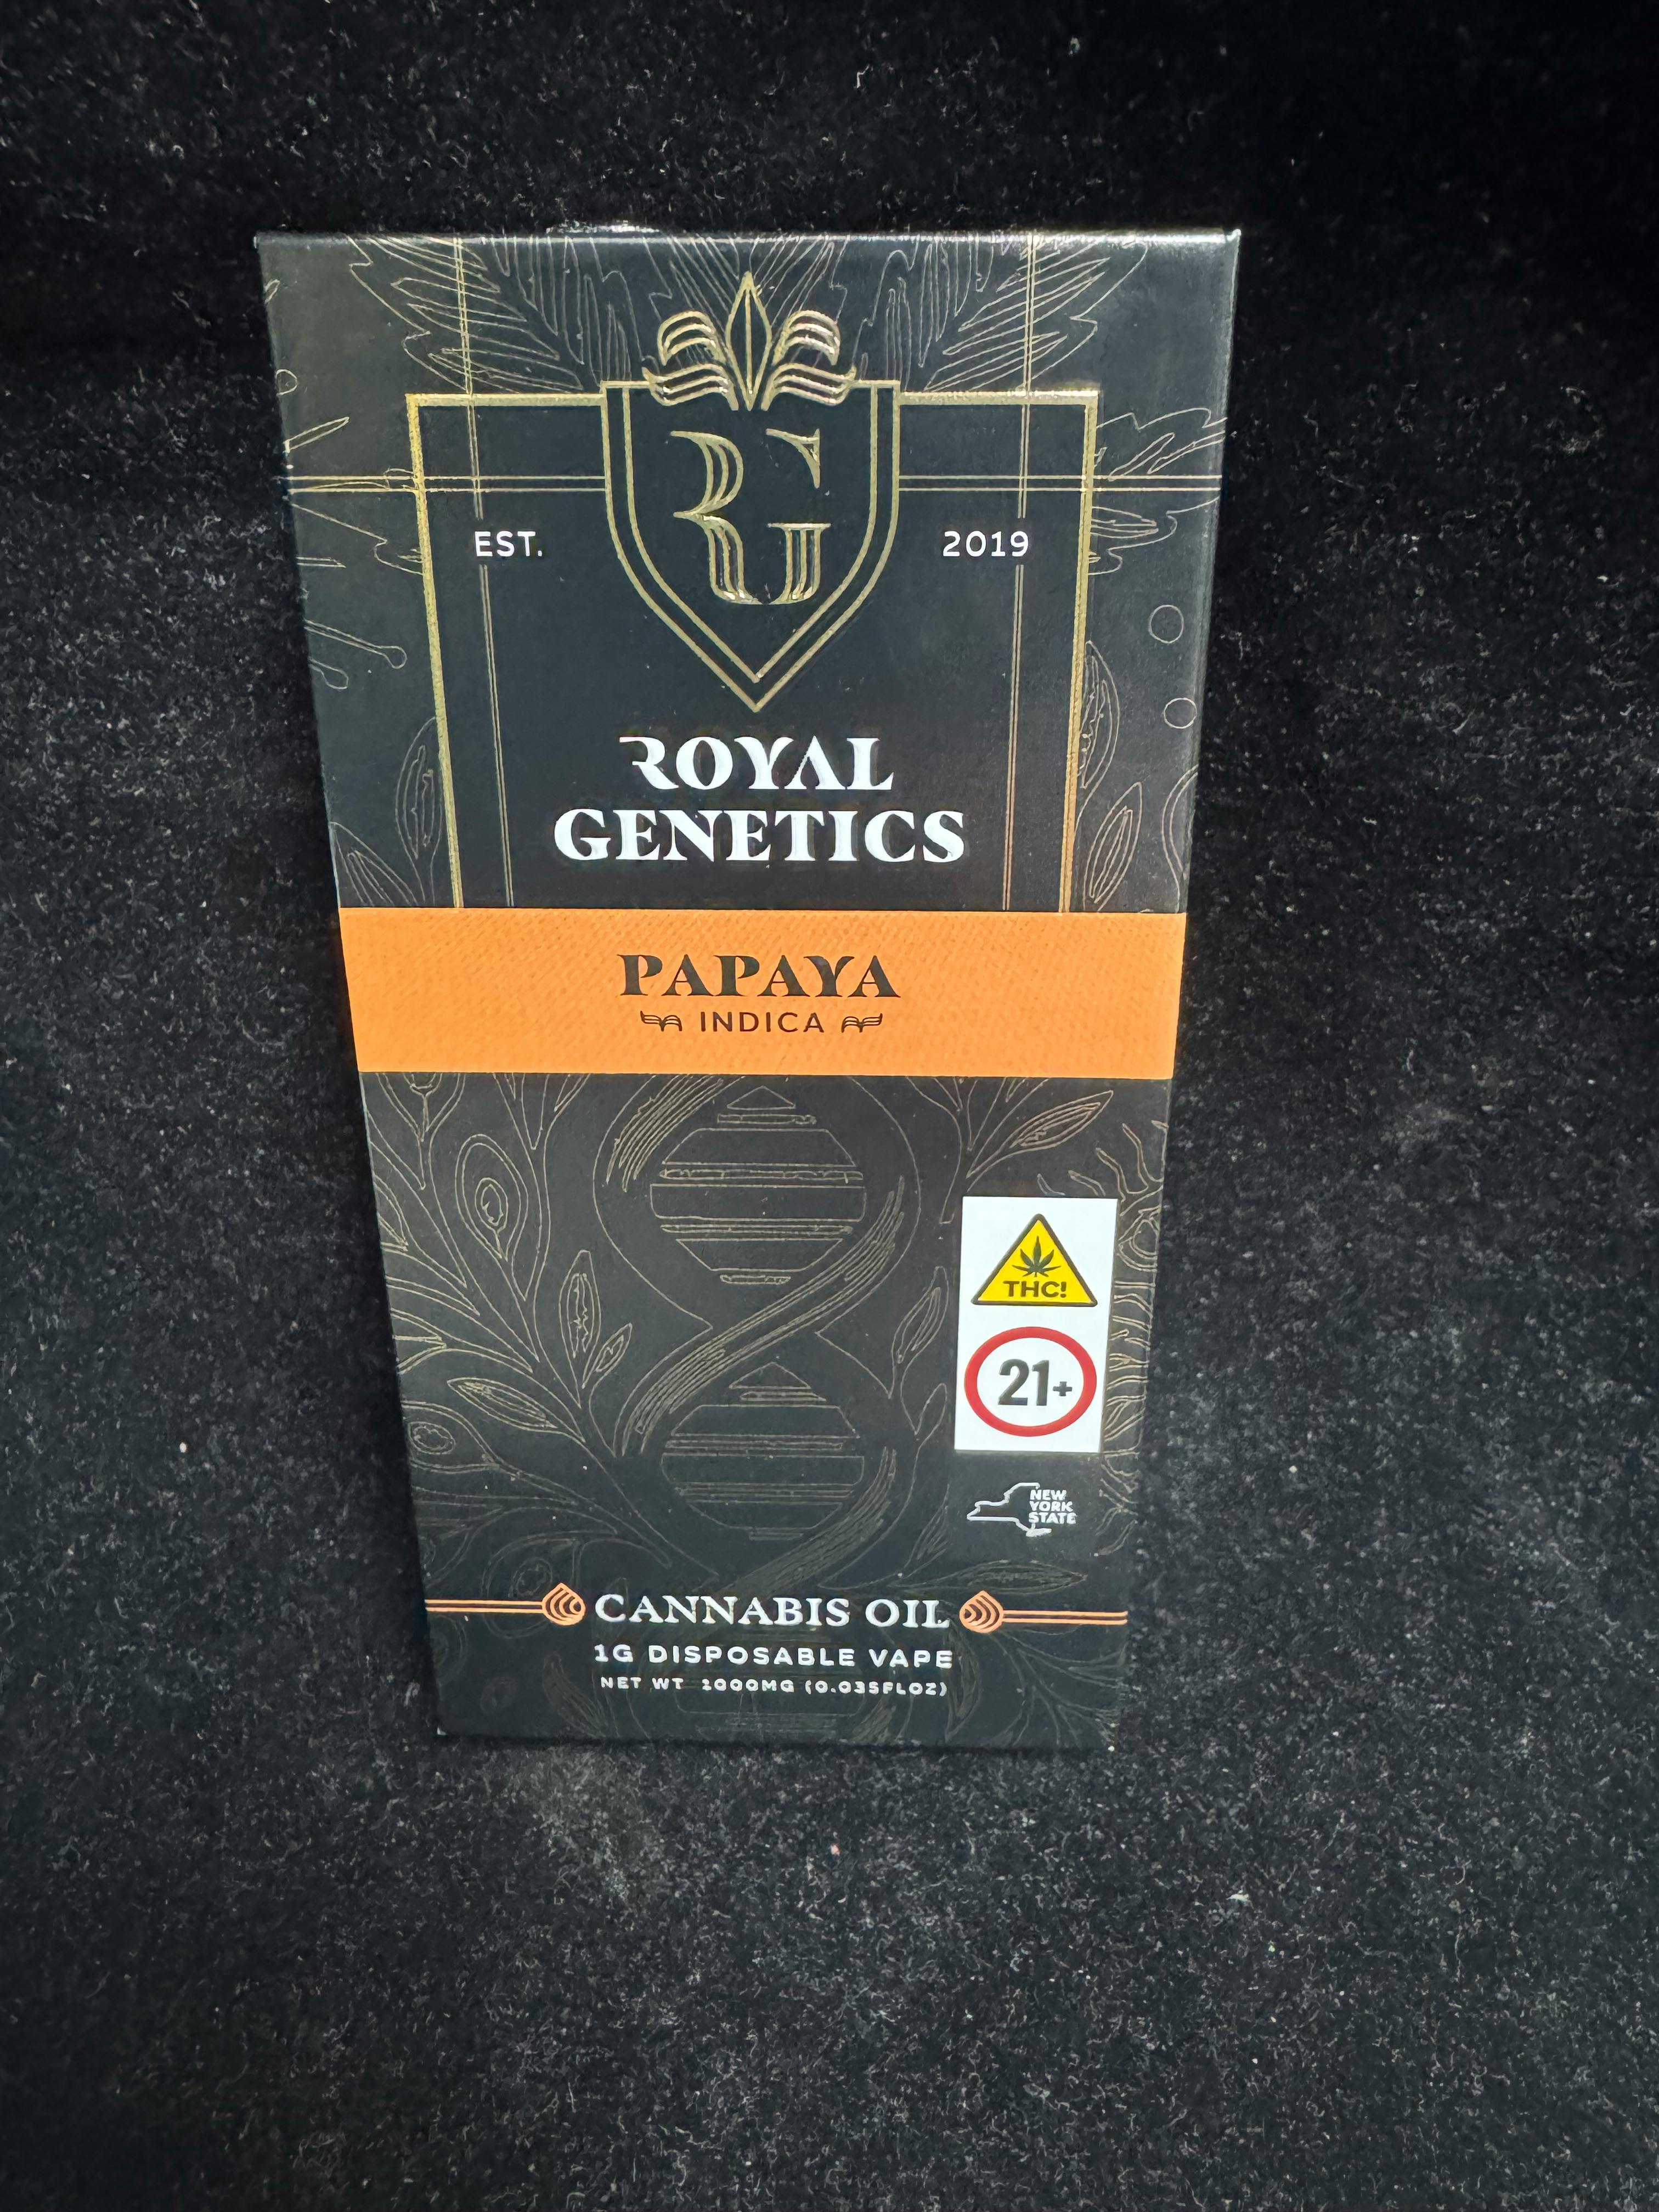 RG
EST. 2019
ROYAL
GENETICS
PAPAYA
INDICA
THC!
21+
NEW
YORK
STATE
CANNABIS OIL
1G DISPOSABLE VAPE
NET WT 1000MG (0.035FLOZ)